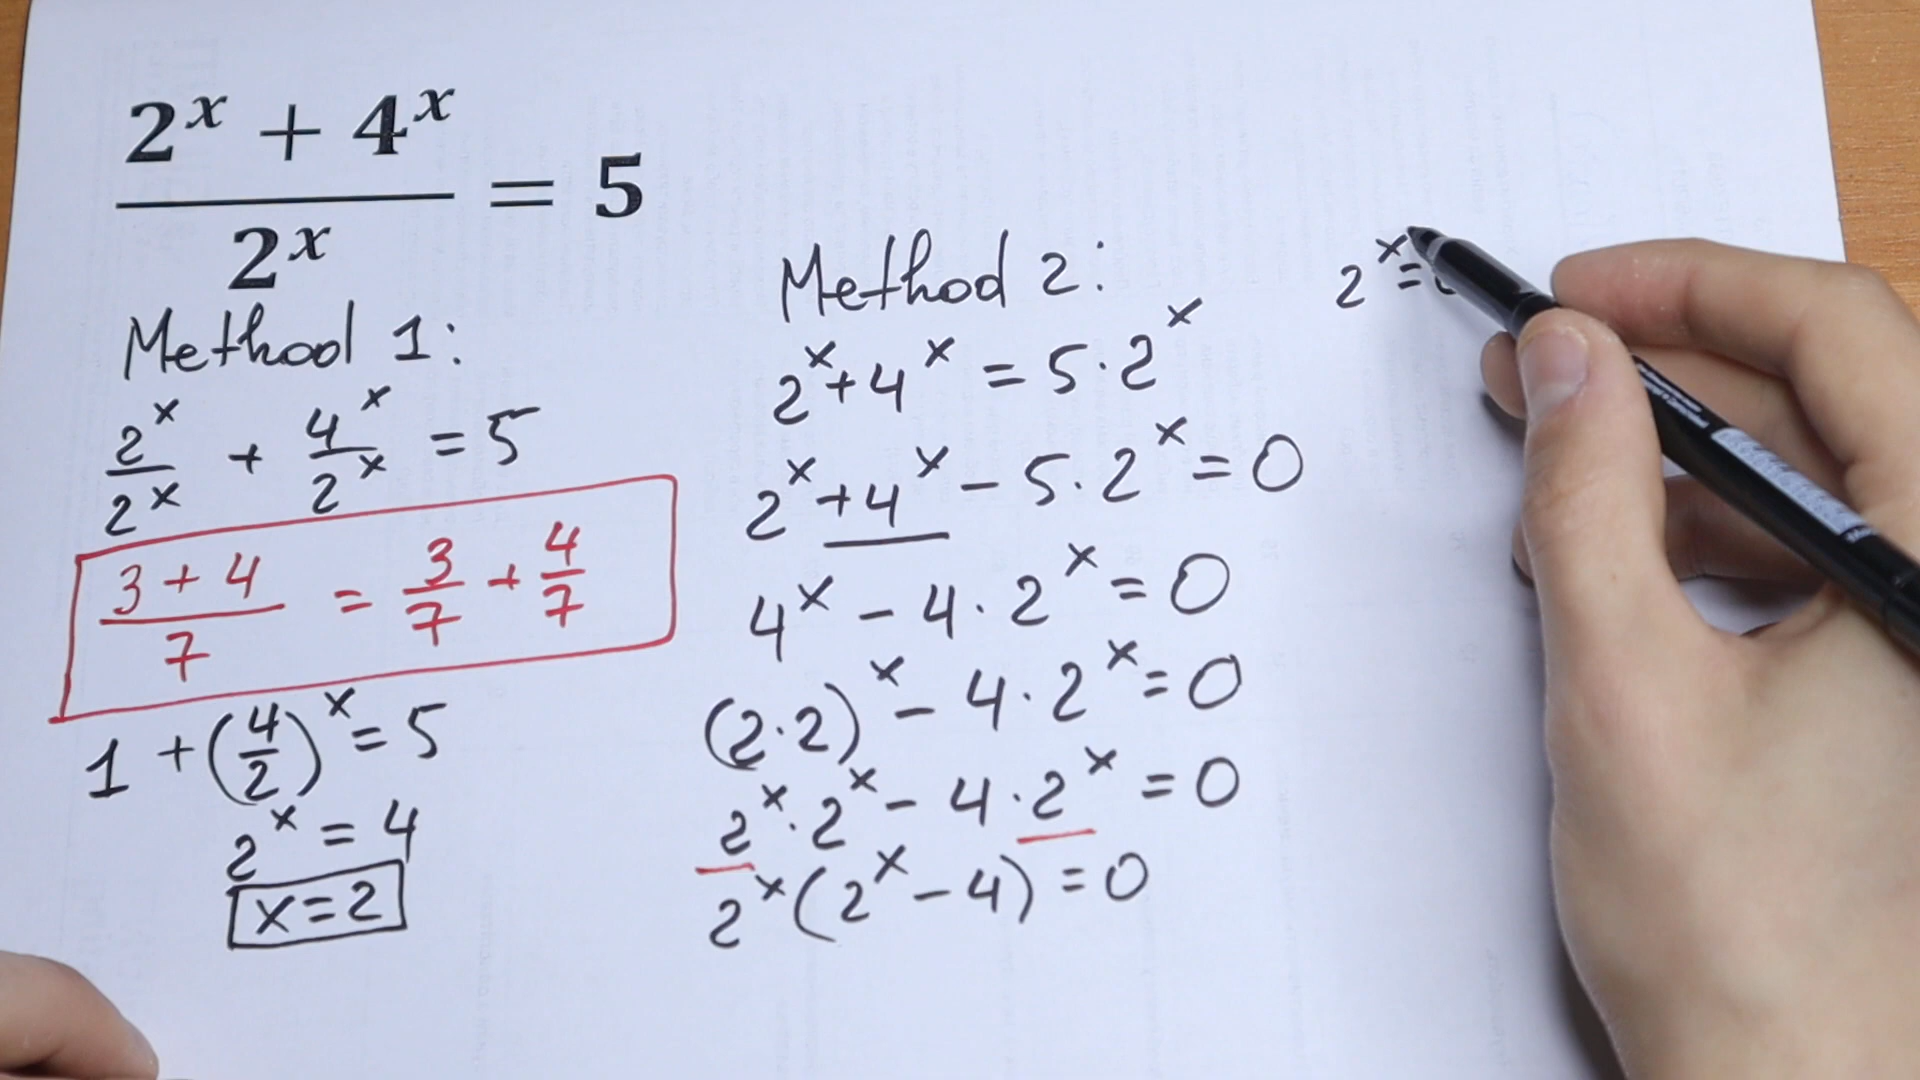 2^x + 4^x
2^x
= 5
Method 1:
2^x/2^x + 4^x/2^x = 5
(3 + 4)/7 = 3/7 + 4/7
1 + (4/2)^x = 5
2^x = 4
x = 2
Method 2:
2^x + 4^x = 5 · 2^x
2^x + 4^x - 5 · 2^x = 0
4^x - 4 · 2^x = 0
(2 · 2)^x - 4 · 2^x = 0
2^x · 2^x - 4 · 2^x = 0
2^x (2^x - 4) = 0
2^x =